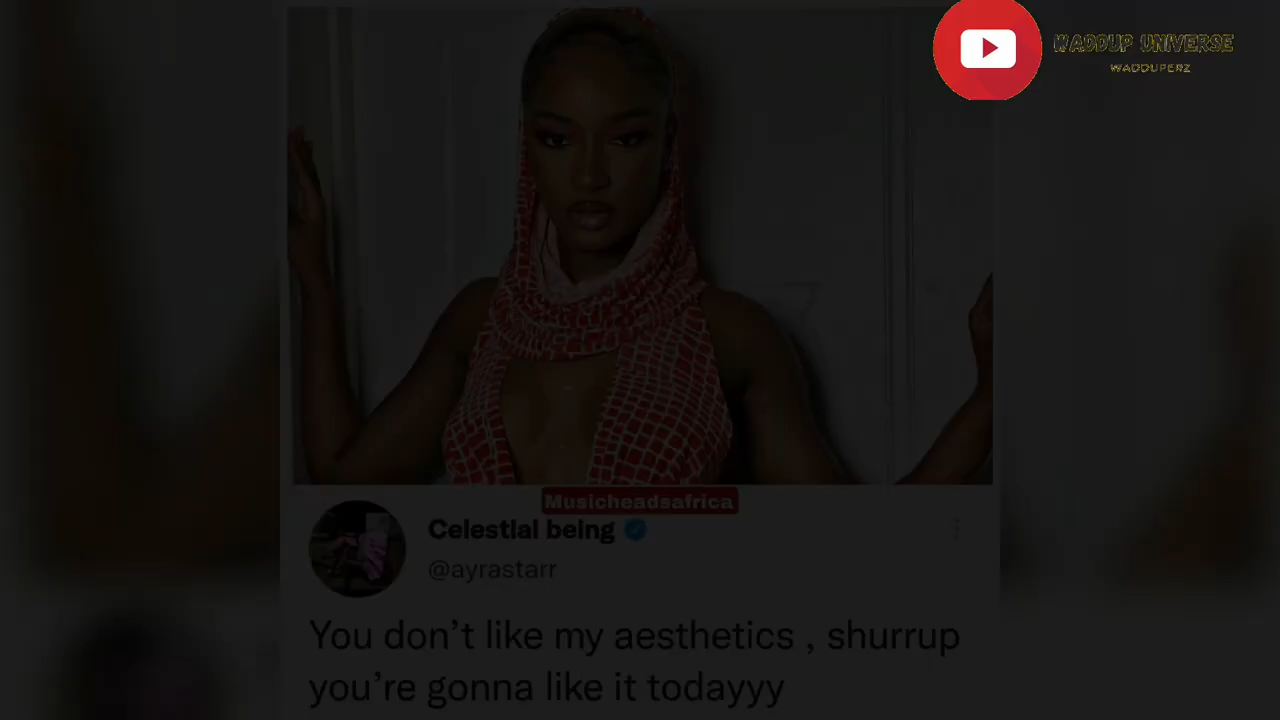 WADDUP UNIVERSE
WADDUPERZ
Musicheadsafrica
Celestial being
@ayrastarr
You don’t like my aesthetics , shurrup
you’re gonna like it todayyy